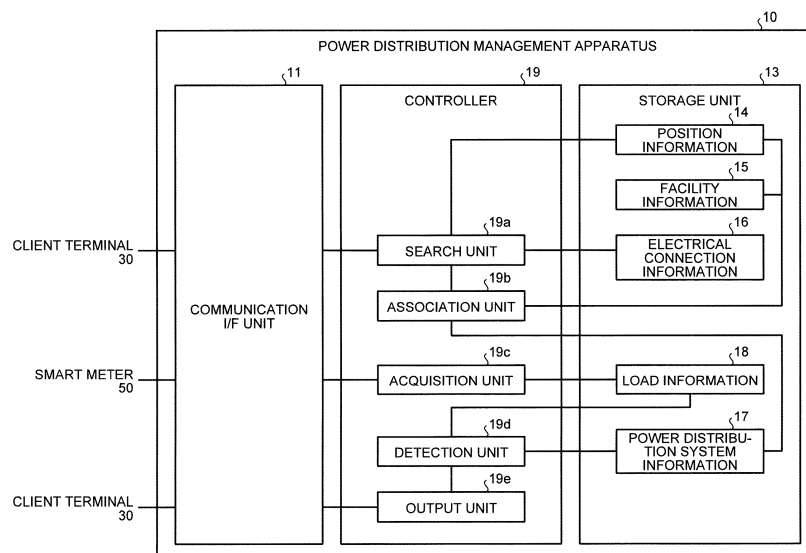 10
POWER DISTRIBUTION MANAGEMENT APPARATUS
11
19
13
CONTROLLER
STORAGE UNIT
14
POSITION
INFORMATION
15
FACILITY
INFORMATION
19a
16
CLIENT TERMINAL
30
SEARCH UNIT
ELECTRICAL
CONNECTION
INFORMATION
19b
COMMUNICATION
I/F UNIT
ASSOCIATION UNIT
19c
18
SMART METER
50
ACQUISITION UNIT
LOAD INFORMATION
19d
17
DETECTION UNIT
POWER DISTRIBU-
TION SYSTEM
INFORMATION
19e
CLIENT TERMINAL
30
OUTPUT UNIT